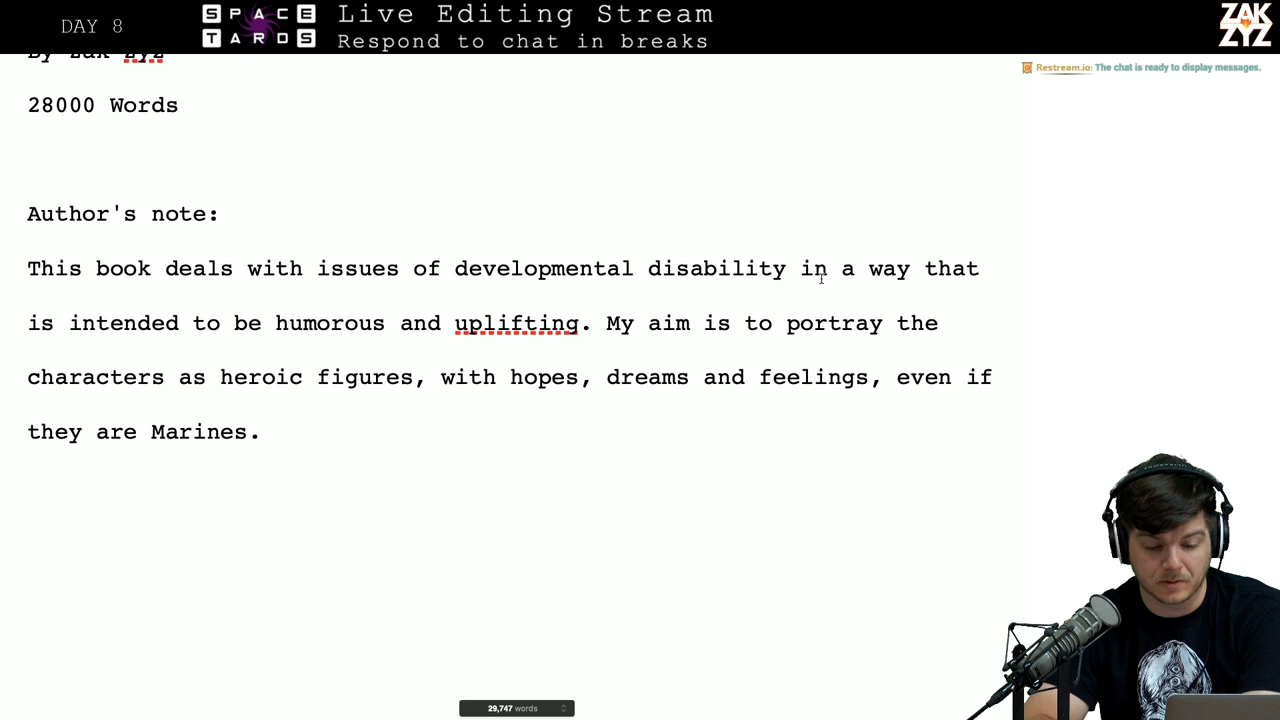 DAY 8
SPACE
TARDS
Live Editing Stream
Respond to chat in breaks
ZAK
ZYZ
By Zak Zyz
Restream.io: The chat is ready to display messages.
28000 Words
Author's note:
This book deals with issues of developmental disability in a way that
is intended to be humorous and uplifting. My aim is to portray the
characters as heroic figures, with hopes, dreams and feelings, even if
they are Marines.
29,747 words